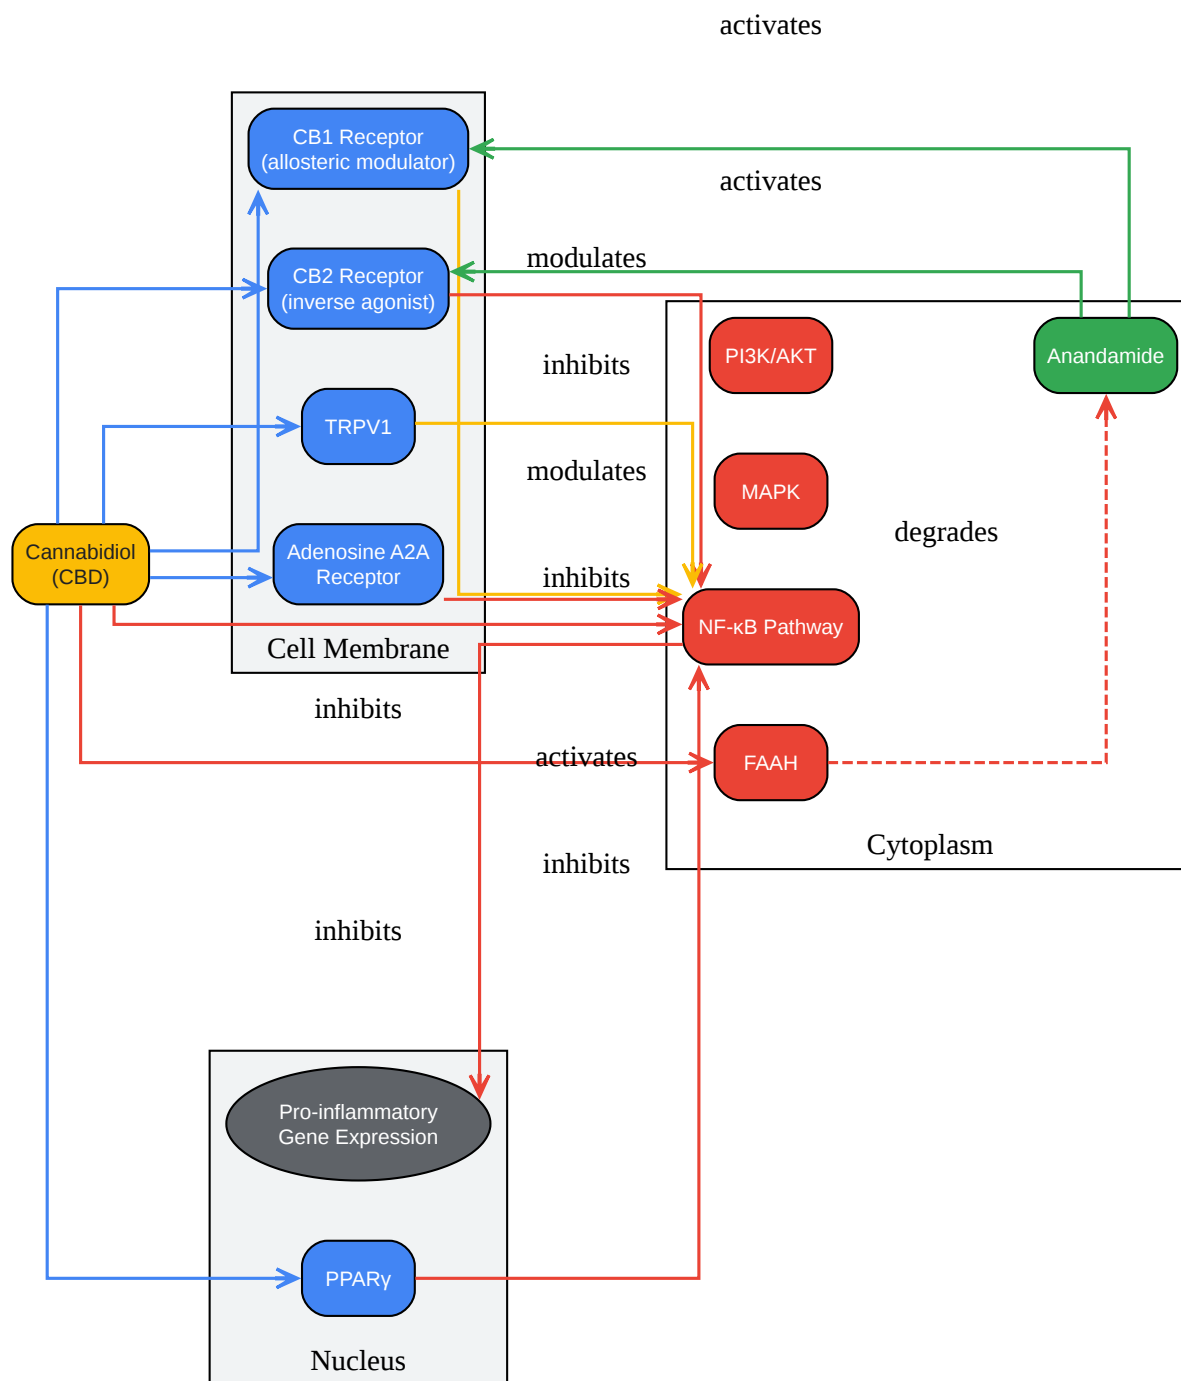 activates
CB1 Receptor
(allosteric modulator)
activates
modulates
CB2 Receptor
(inverse agonist)
PI3K/AKT
Anandamide
inhibits
TRPV1
modulates
MAPK
degrades
Cannabidiol
(CBD)
Adenosine A2A
Receptor
inhibits
NF-κB Pathway
Cell Membrane
inhibits
activates
FAAH
Cytoplasm
inhibits
inhibits
Pro-inflammatory
Gene Expression
PPARγ
Nucleus